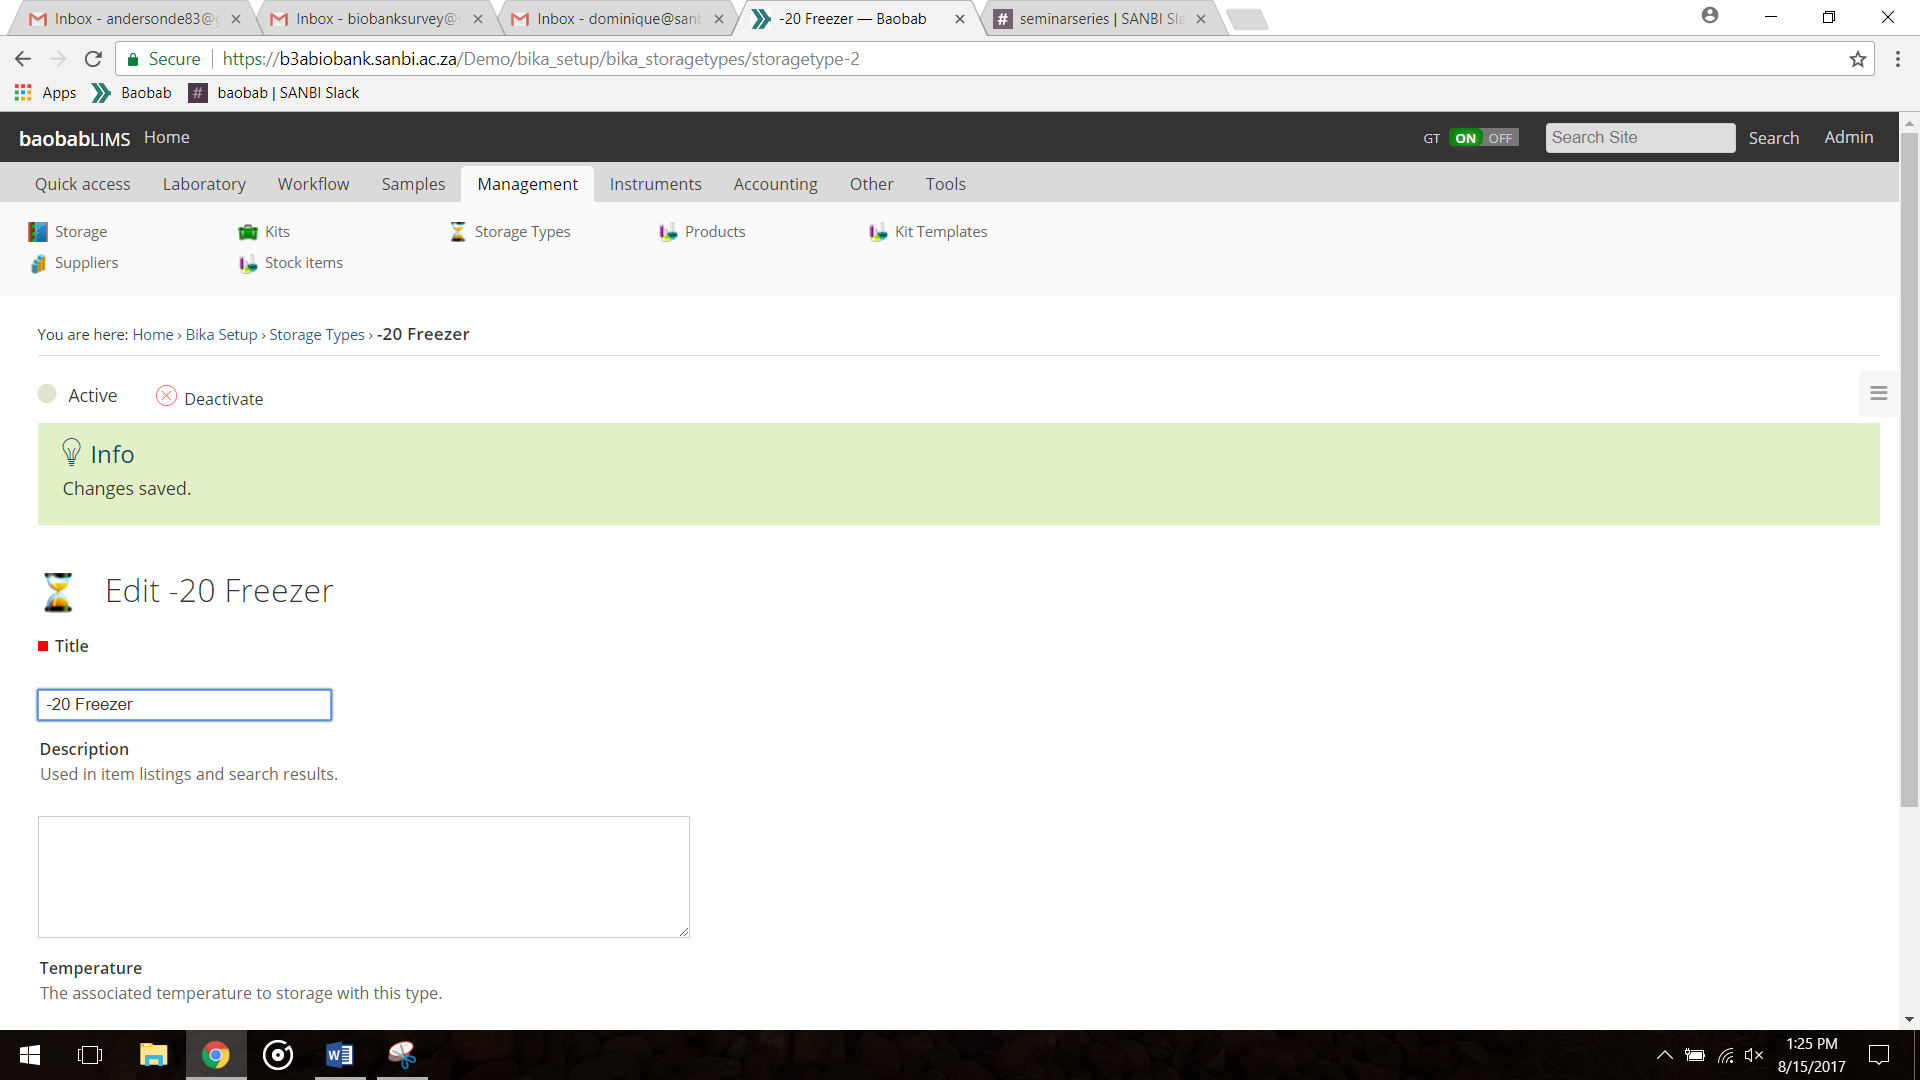 Inbox - andersonde83@g
Inbox - biobanksurvey@s
Inbox - dominique@sanb
-20 Freezer — Baobab
seminarseries | SANBI Sla
Secure
https://b3abiobank.sanbi.ac.za/Demo/bika_setup/bika_storagetypes/storagetype-2
Apps
Baobab
baobab | SANBI Slack
baobabLIMS Home
GT ON OFF
Search Site
Search
Admin
Quick access Laboratory Workflow Samples Management Instruments Accounting Other Tools
Storage Kits Storage Types Products Kit Templates
Suppliers Stock items
You are here: Home › Bika Setup › Storage Types › -20 Freezer
Active Deactivate
Info
Changes saved.
Edit -20 Freezer
Title
-20 Freezer
Description
Used in item listings and search results.
Temperature
The associated temperature to storage with this type.
1:25 PM
8/15/2017